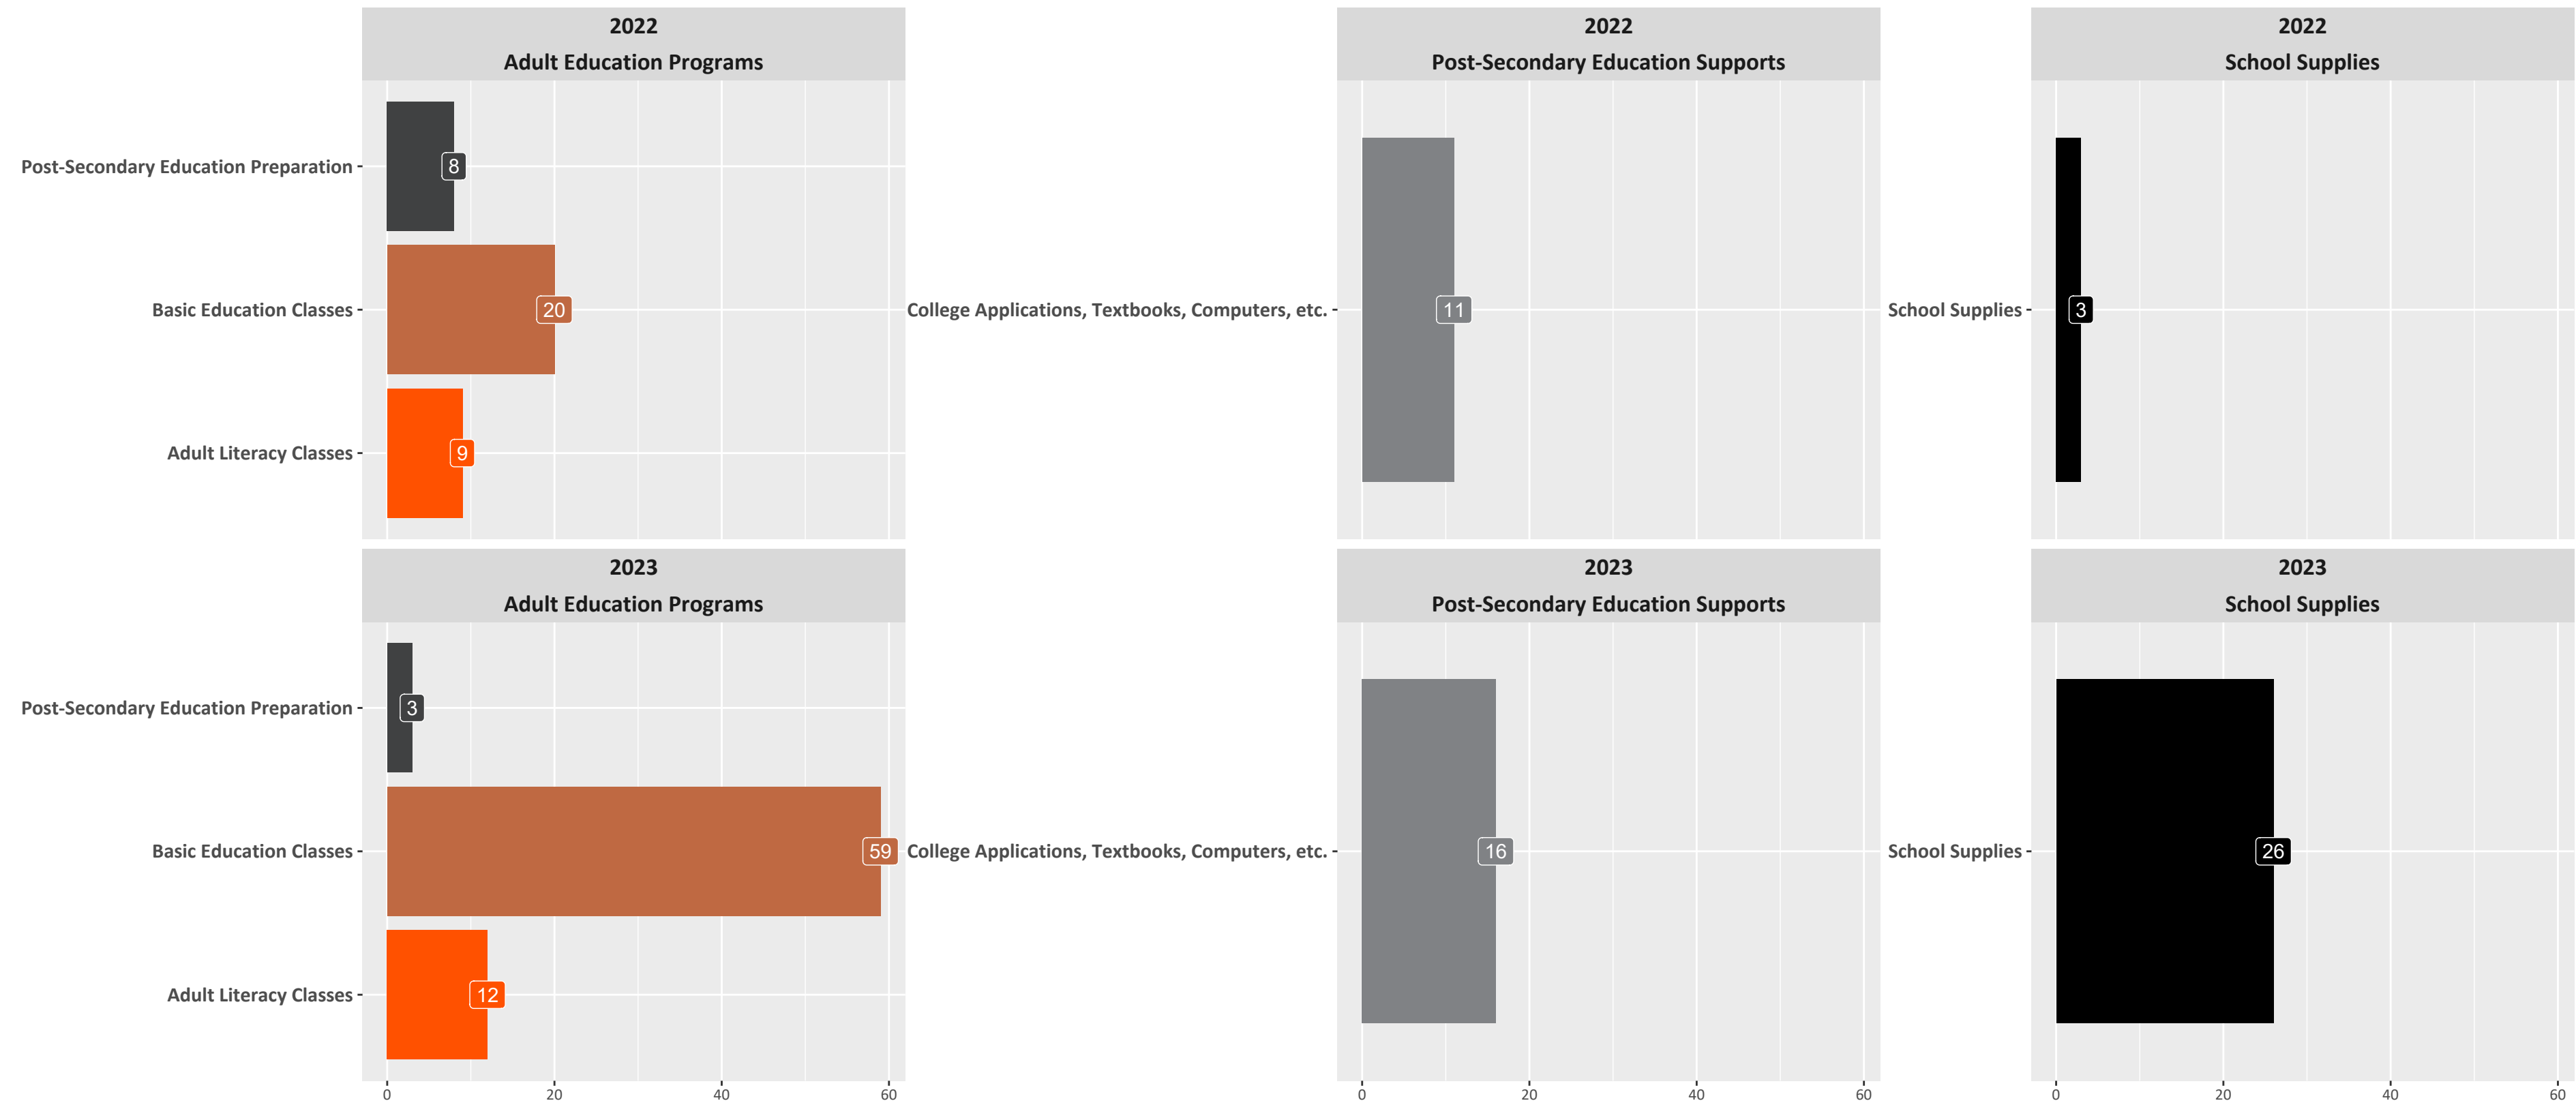 2022
Adult Education Programs
Post-Secondary Education Preparation
8
Basic Education Classes
20
Adult Literacy Classes
9
2022
Post-Secondary Education Supports
College Applications, Textbooks, Computers, etc.
11
2022
School Supplies
School Supplies
3
2023
Adult Education Programs
Post-Secondary Education Preparation
3
Basic Education Classes
59
Adult Literacy Classes
12
0 20 40 60
2023
Post-Secondary Education Supports
College Applications, Textbooks, Computers, etc.
16
0 20 40 60
2023
School Supplies
School Supplies
26
0 20 40 60